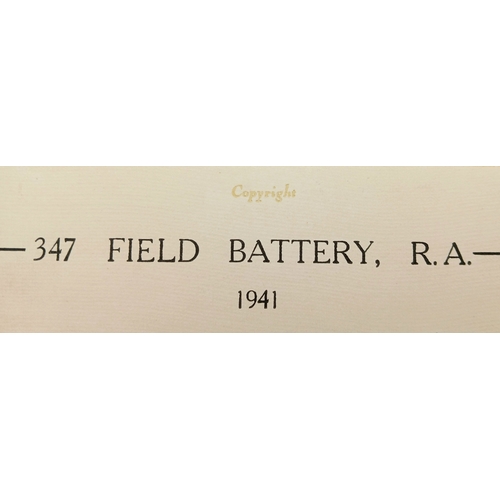 Copyright
— 347 FIELD BATTERY, R.A. —
1941